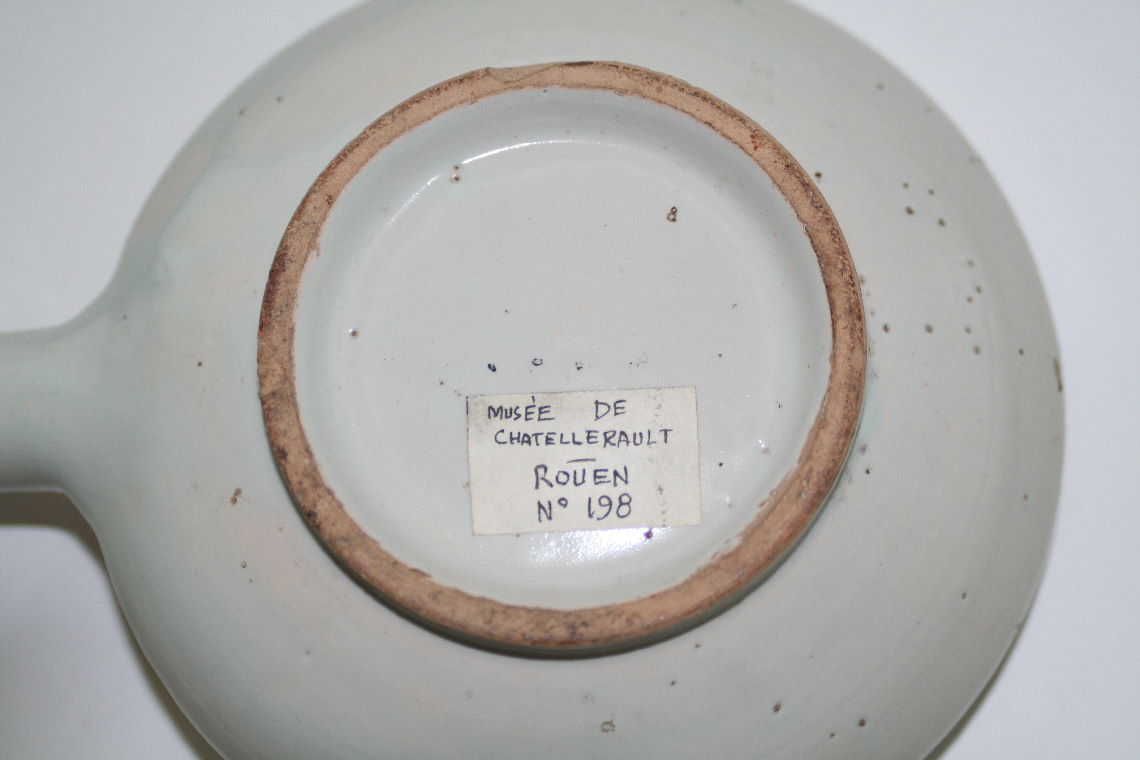 MUSÉE DE
CHATELLERAULT
—
ROUEN
N° 198